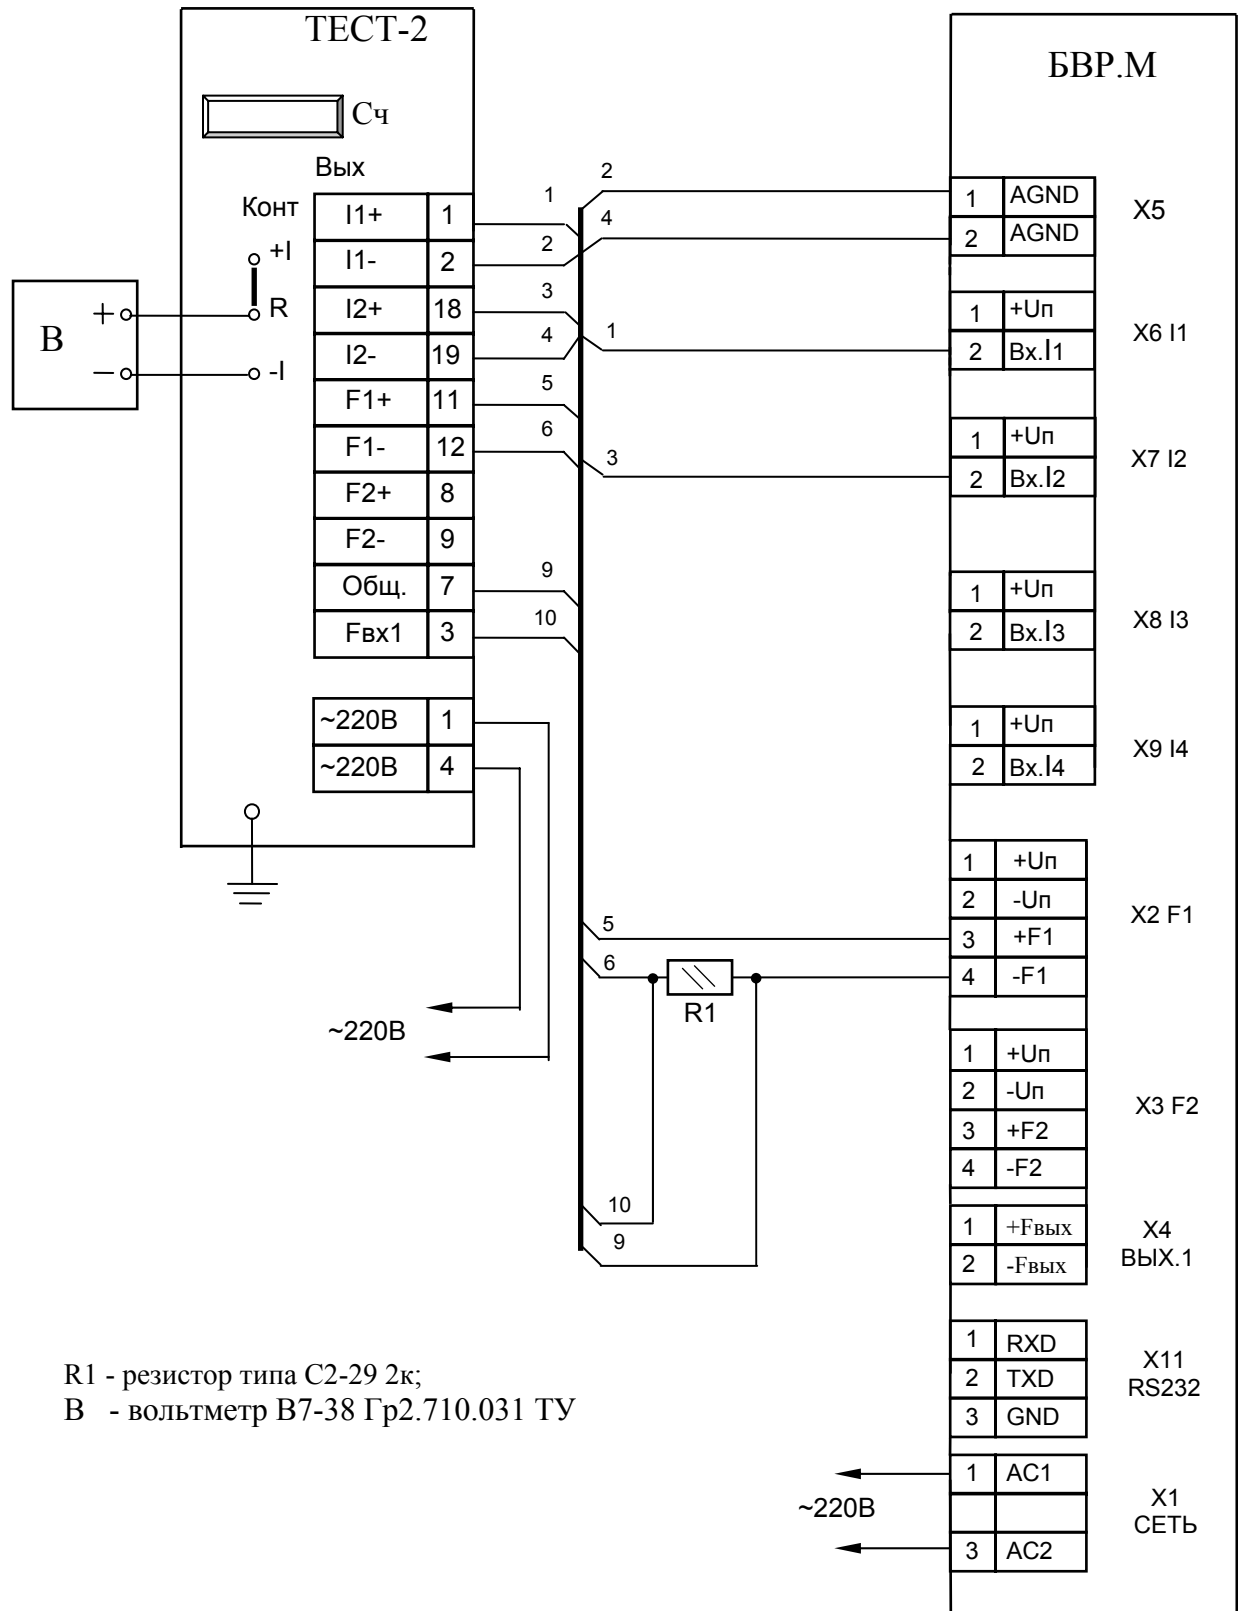 ТЕСТ-2
Сч
Вых
Конт
+I
R
-I
В
+
–
I1+ 1
I1- 2
I2+ 18
I2- 19
F1+ 11
F1- 12
F2+ 8
F2- 9
Общ. 7
Fвх1 3
~220В 1
~220В 4
~220В
1
2
3
4
5
6
9
10
2
4
1
3
5
6
R1
10
9
БВР.М
1 AGND
2 AGND
X5
1 +Uп
2 Вх.I1
X6 I1
1 +Uп
2 Вх.I2
X7 I2
1 +Uп
2 Вх.I3
X8 I3
1 +Uп
2 Вх.I4
X9 I4
1 +Uп
2 -Uп
3 +F1
4 -F1
X2 F1
1 +Uп
2 -Uп
3 +F2
4 -F2
X3 F2
1 +Fвых
2 -Fвых
X4
ВЫХ.1
1 RXD
2 TXD
3 GND
X11
RS232
1 AC1
3 AC2
X1
СЕТЬ
~220В
R1 - резистор типа С2-29 2к;
В - вольтметр В7-38 Гр2.710.031 ТУ